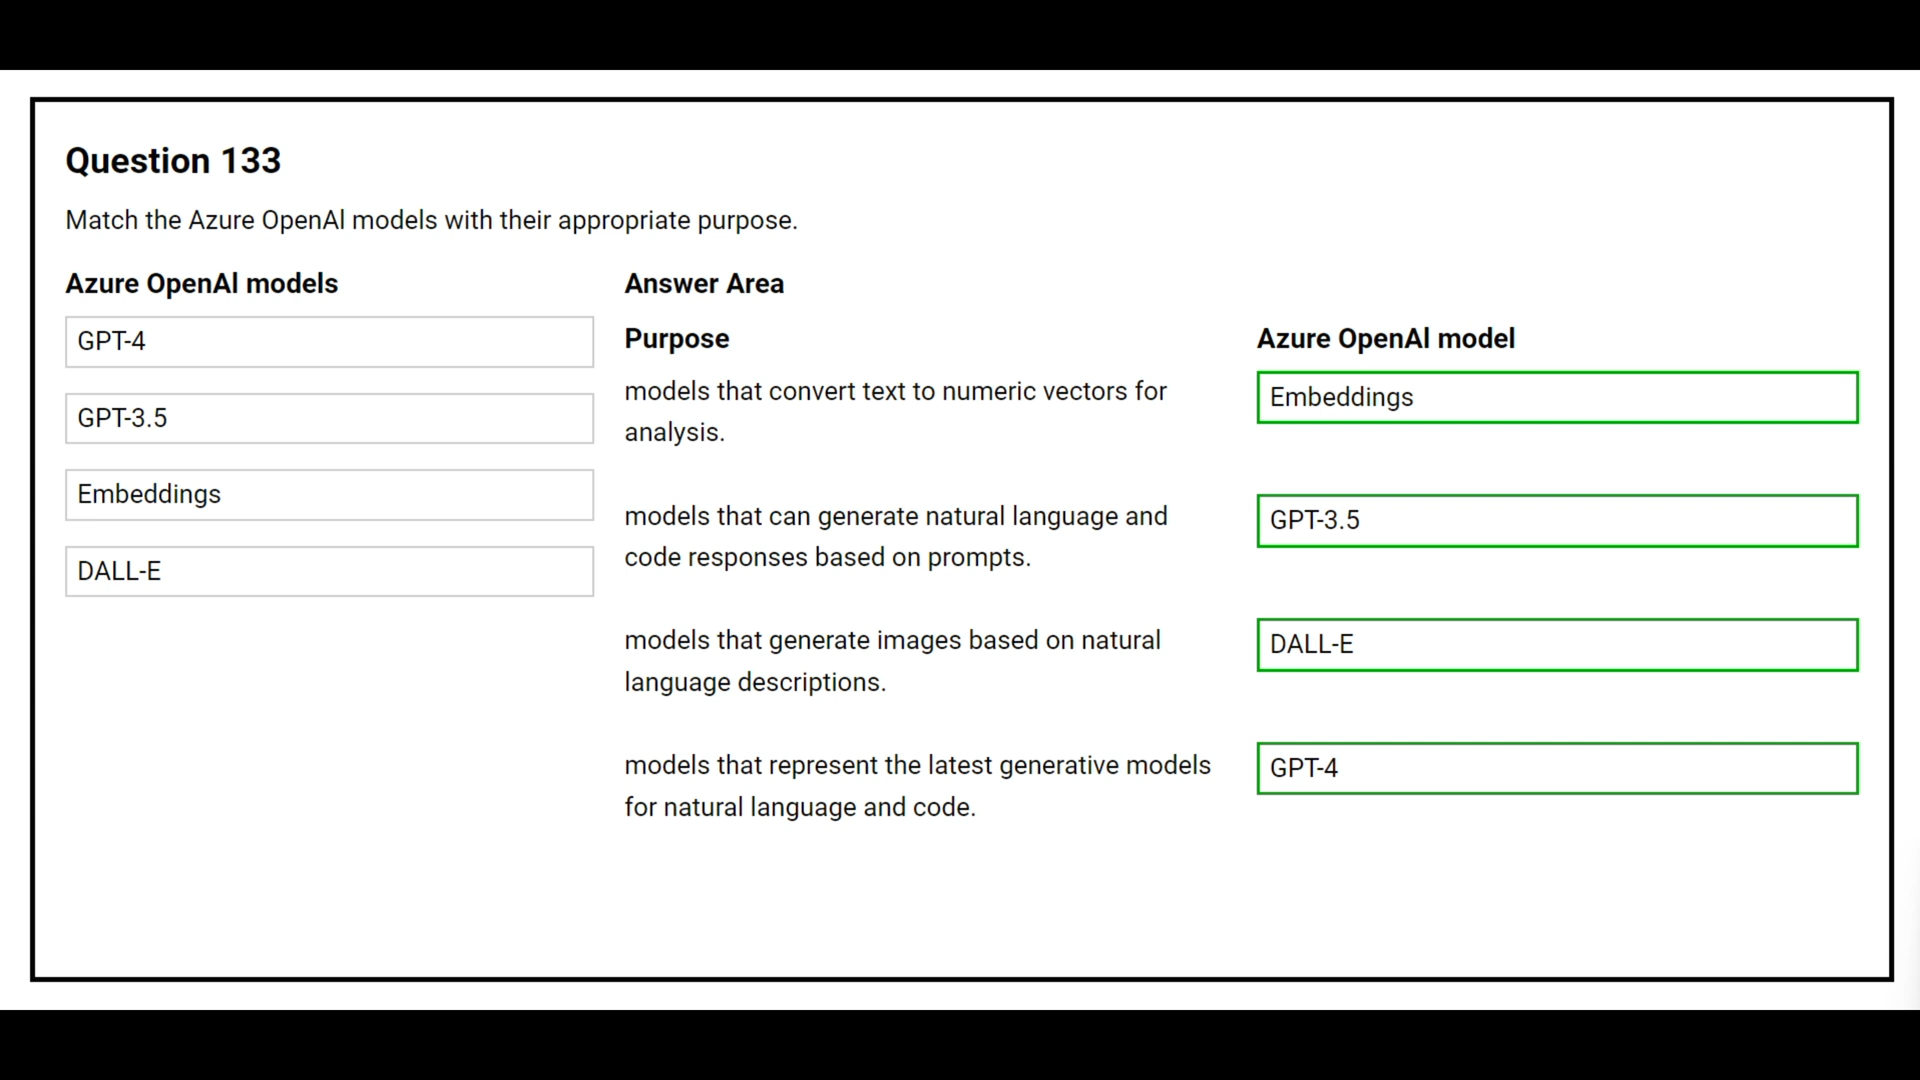 Question 133
Match the Azure OpenAI models with their appropriate purpose.
Azure OpenAI models
GPT-4
GPT-3.5
Embeddings
DALL-E
Answer Area
Purpose
Azure OpenAI model
models that convert text to numeric vectors for
analysis.
Embeddings
models that can generate natural language and
code responses based on prompts.
GPT-3.5
models that generate images based on natural
language descriptions.
DALL-E
models that represent the latest generative models
for natural language and code.
GPT-4